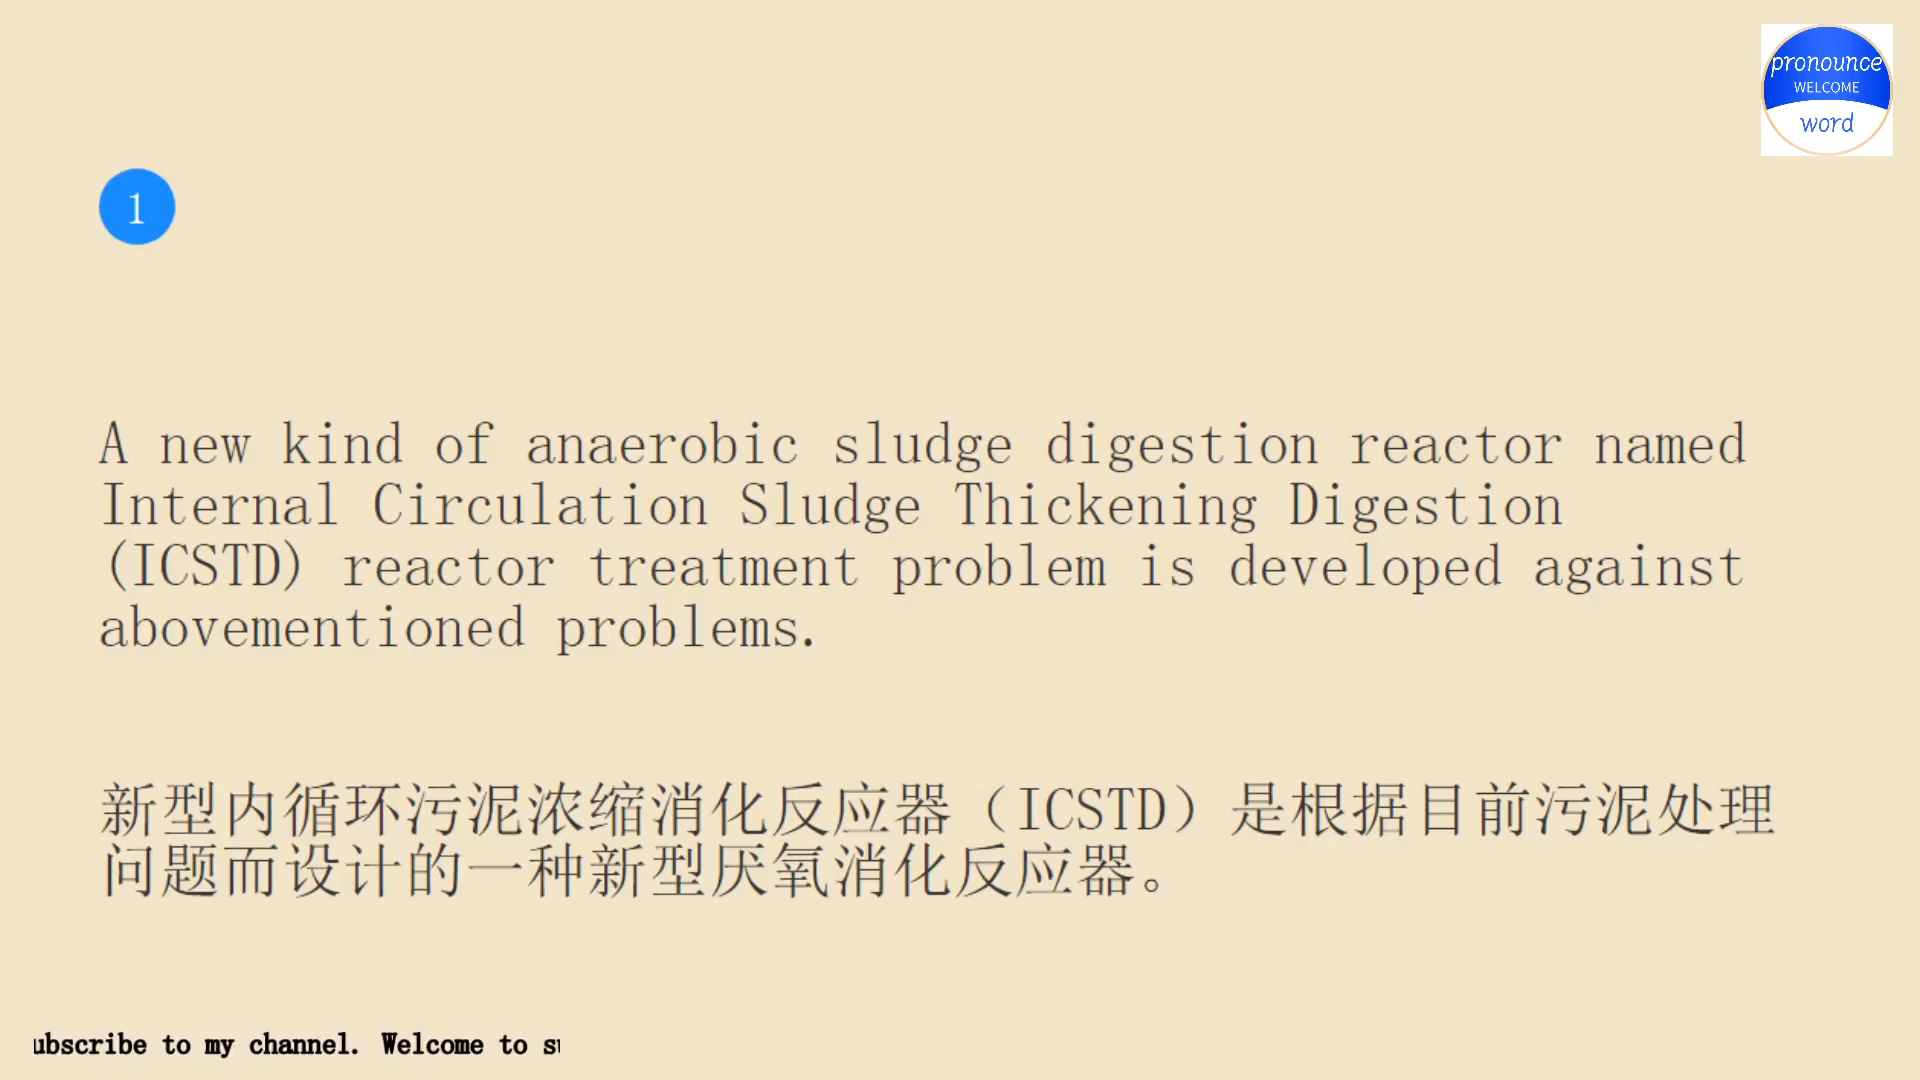 pronounce
WELCOME
word
1
A new kind of anaerobic sludge digestion reactor named
Internal Circulation Sludge Thickening Digestion
(ICSTD) reactor treatment problem is developed against
abovementioned problems.
新型内循环污泥浓缩消化反应器（ICSTD）是根据目前污泥处理
问题而设计的一种新型厌氧消化反应器。
ubscribe to my channel. Welcome to su